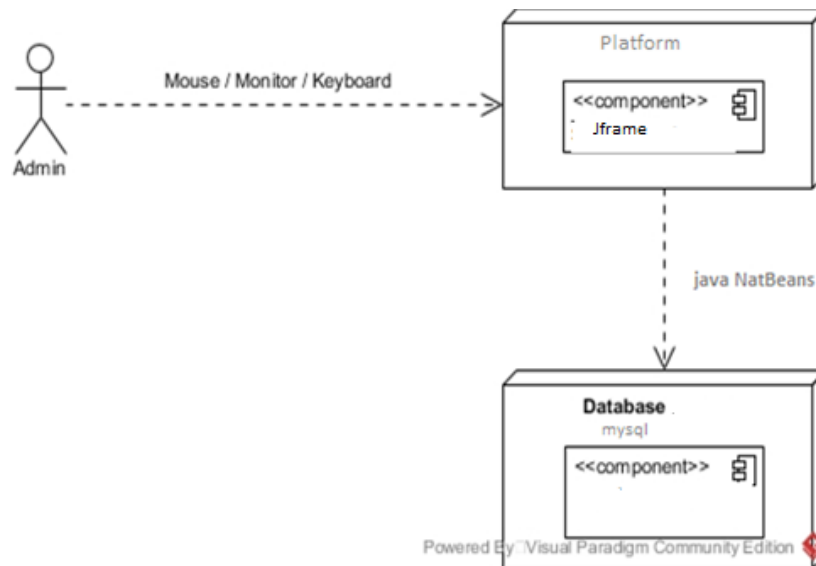 Platform
Mouse / Monitor / Keyboard
<<component>>
Jframe
Admin
java NatBeans
Database
mysql
<<component>>
Powered By Visual Paradigm Community Edition